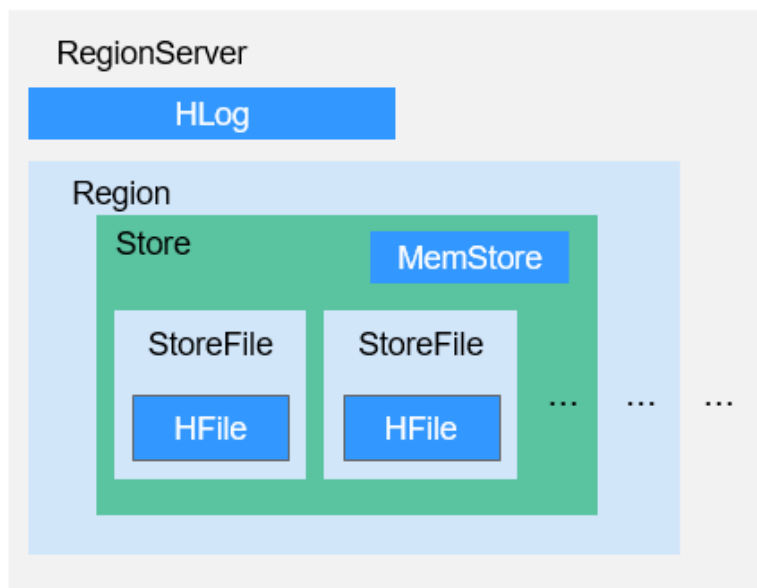 RegionServer
HLog
Region
Store
MemStore
StoreFile StoreFile
HFile HFile
... ... ...